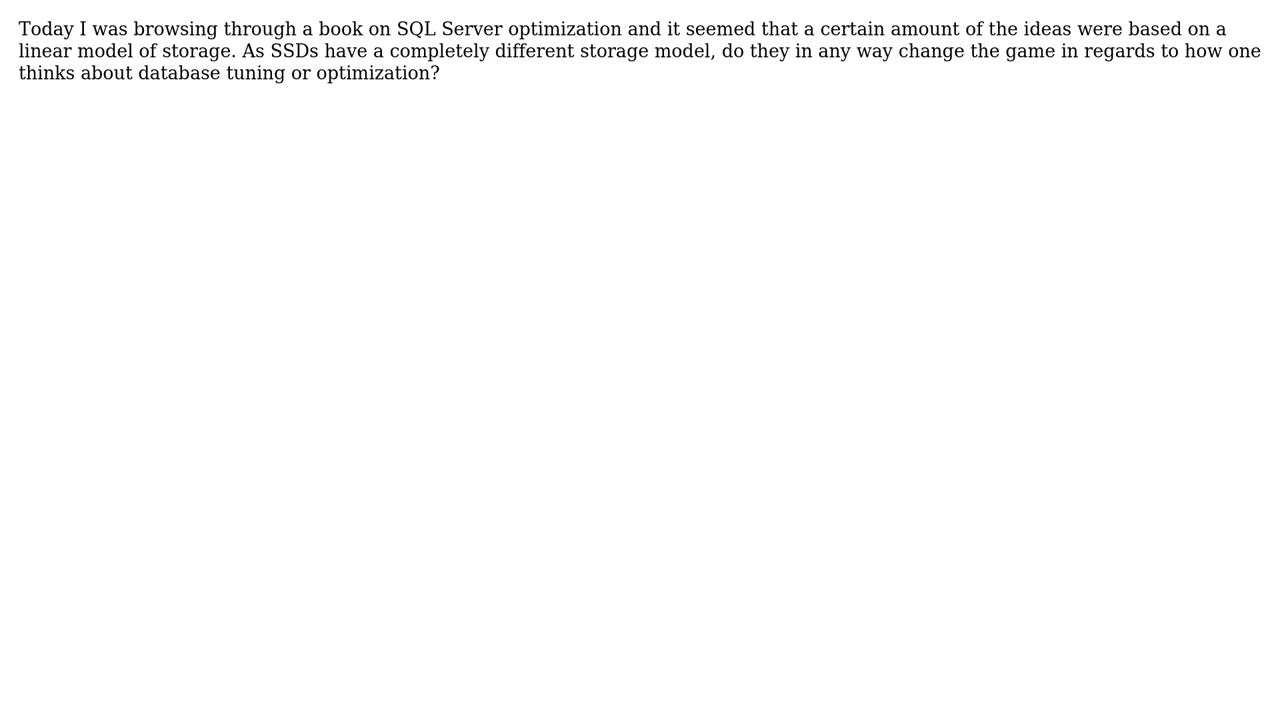 Today I was browsing through a book on SQL Server optimization and it seemed that a certain amount of the ideas were based on a
linear model of storage. As SSDs have a completely different storage model, do they in any way change the game in regards to how one
thinks about database tuning or optimization?